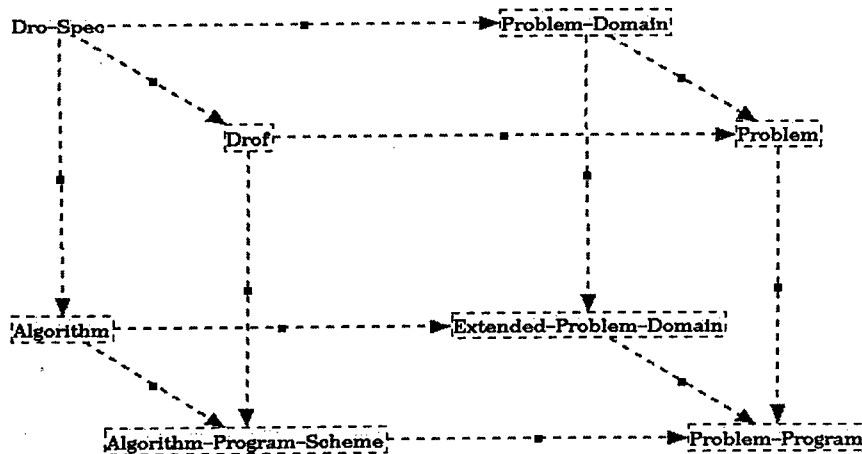 Dro-Spec
Problem-Domain
Drof
Problem
Algorithm
Extended-Problem-Domain
Algorithm-Program-Scheme
Problem-Program